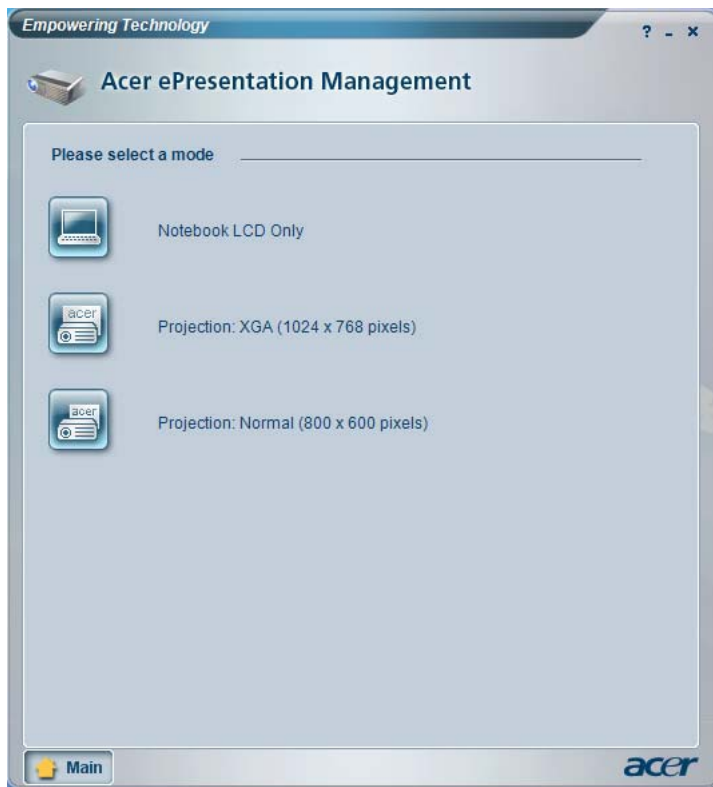 Empowering Technology
? - ×
Acer ePresentation Management
Please select a mode
Notebook LCD Only
acer
Projection: XGA (1024 x 768 pixels)
acer
Projection: Normal (800 x 600 pixels)
Main
acer